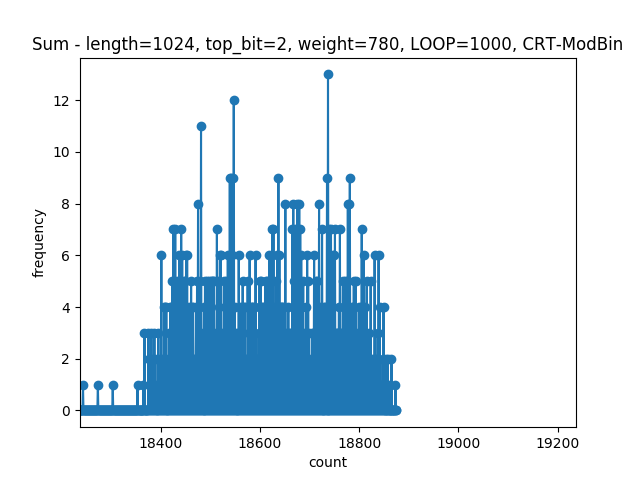 Sum - length=1024, top_bit=2, weight=780, LOOP=1000, CRT-ModBin
frequency
12
10
8
6
4
2
0
18400 18600 18800 19000 19200
count